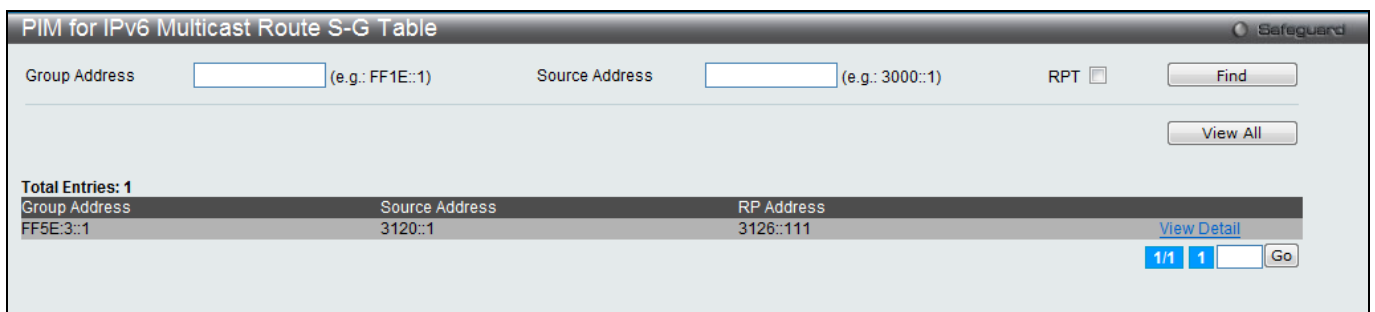 PIM for IPv6 Multicast Route S-G Table Safeguard
Group Address (e.g.: FF1E::1) Source Address (e.g.: 3000::1) RPT Find
View All
Total Entries: 1
Group Address Source Address RP Address
FF5E:3::1 3120::1 3126::111 View Detail
1/1 1 Go